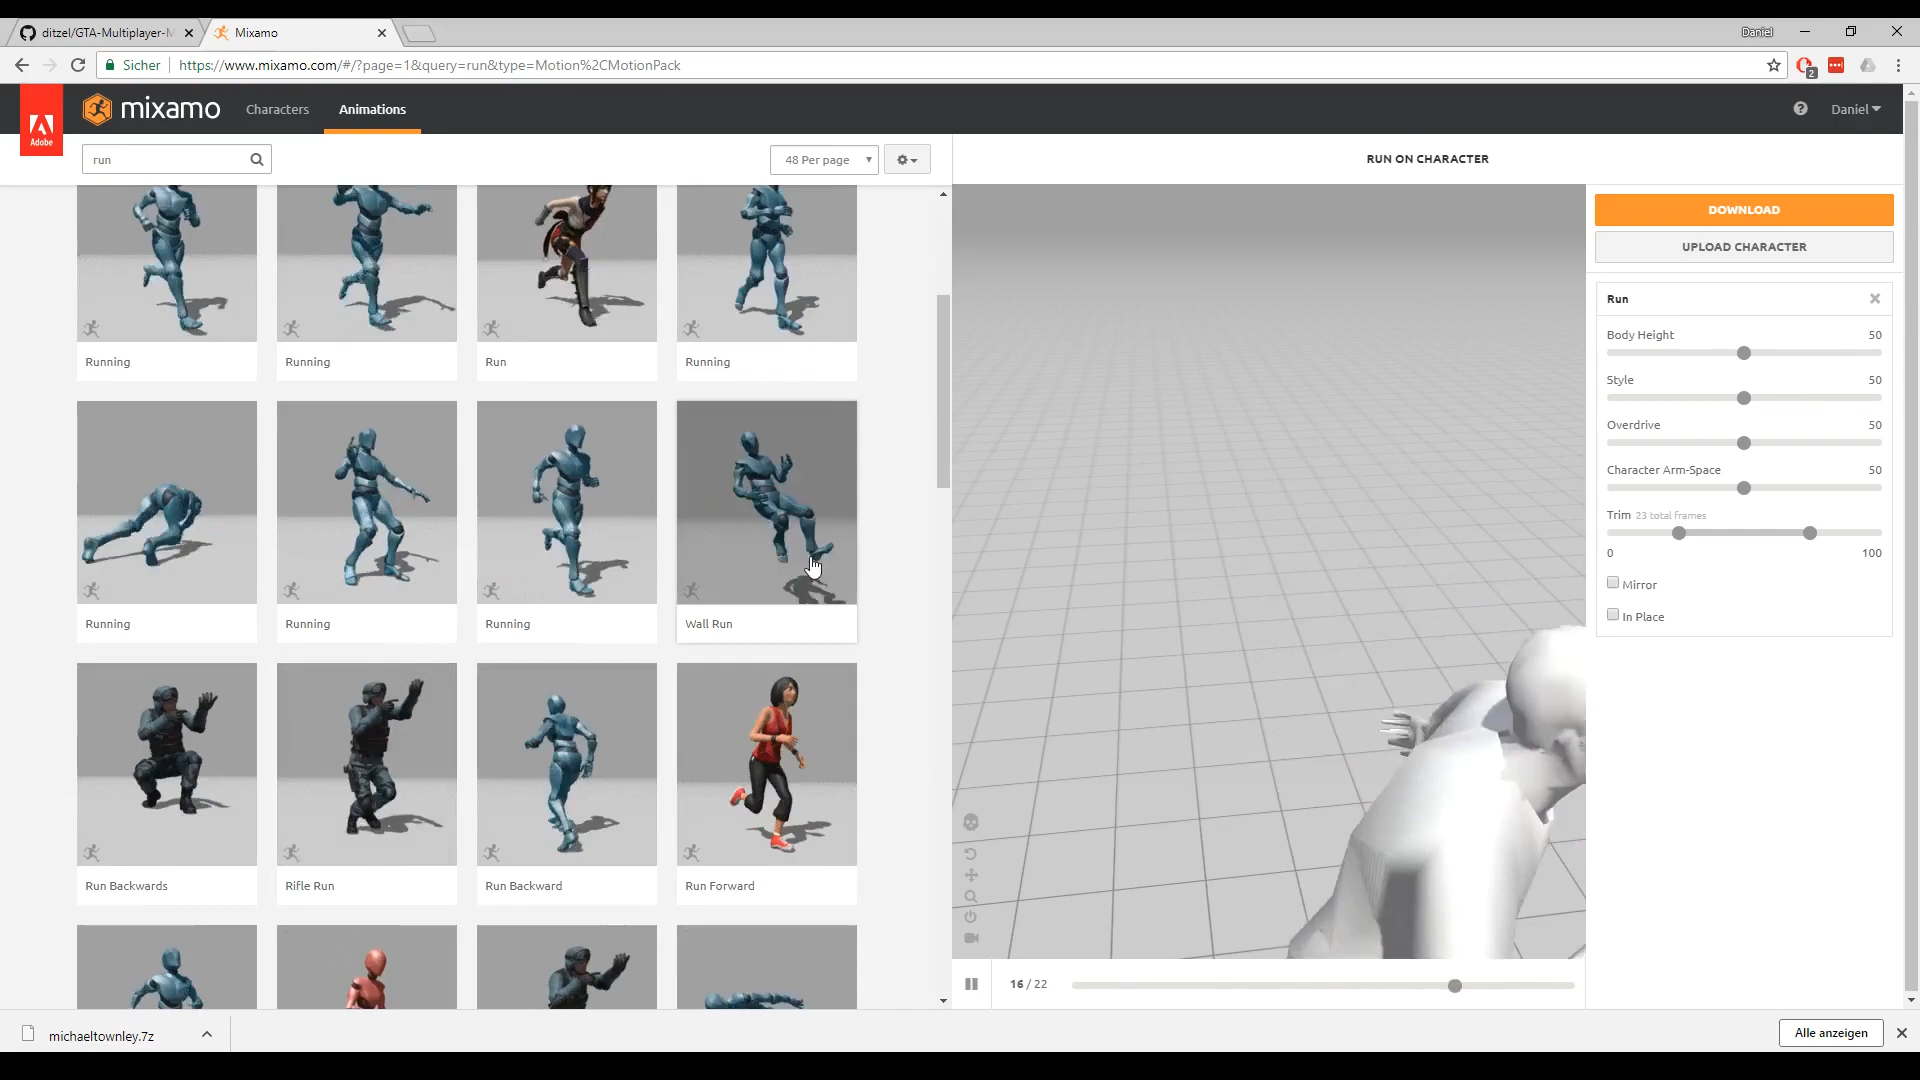 ditzel/GTA-Multiplayer-M
Mixamo
Daniel
Sicher
https://www.mixamo.com/#/?page=1&query=run&type=Motion%2CMotionPack
2
Adobe
mixamo
Characters
Animations
Daniel
run
48 Per page
RUN ON CHARACTER
DOWNLOAD
UPLOAD CHARACTER
Run
Body Height 50
Style 50
Overdrive 50
Character Arm-Space 50
Trim 23 total frames
0 100
Mirror
In Place
Running
Running
Run
Running
Running
Running
Running
Wall Run
Run Backwards
Rifle Run
Run Backward
Run Forward
16 / 22
michaeltownley.7z
Alle anzeigen